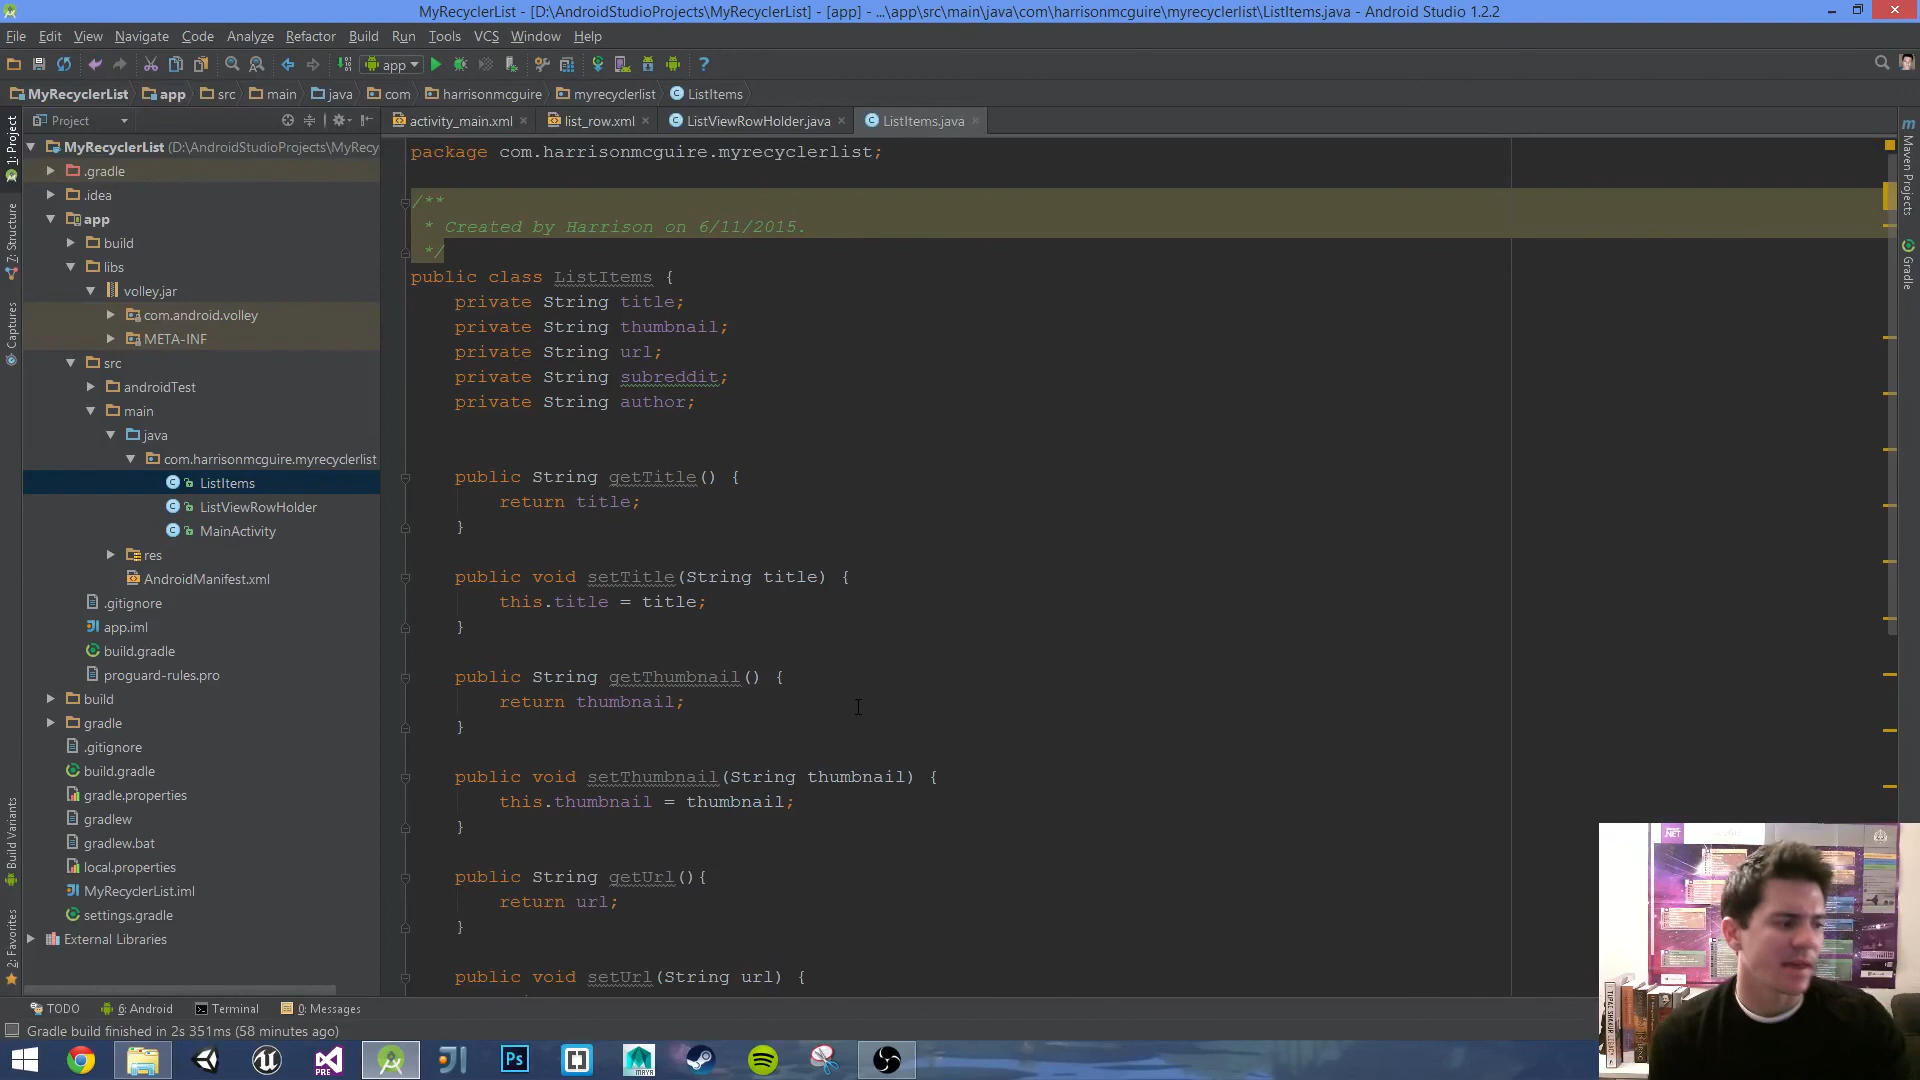 MyRecyclerList - [D:\AndroidStudioProjects\MyRecyclerList] - [app] - ...\app\src\main\java\com\harrisonmcguire\myrecyclerlist\ListItems.java - Android Studio 1.2.2
File Edit View Navigate Code Analyze Refactor Build Run Tools VCS Window Help
app
MyRecyclerList app src main java com harrisonmcguire myrecyclerlist ListItems
Project
activity_main.xml list_row.xml ListViewRowHolder.java ListItems.java
1: Project
7: Structure
Captures
Build Variants
2: Favorites
MyRecyclerList (D:\AndroidStudioProjects\MyRecy
.gradle
.idea
app
build
libs
volley.jar
com.android.volley
META-INF
src
androidTest
main
java
com.harrisonmcguire.myrecyclerlist
ListItems
ListViewRowHolder
MainActivity
res
AndroidManifest.xml
.gitignore
app.iml
build.gradle
proguard-rules.pro
build
gradle
.gitignore
build.gradle
gradle.properties
gradlew
gradlew.bat
local.properties
MyRecyclerList.iml
settings.gradle
External Libraries
package com.harrisonmcguire.myrecyclerlist;
/**
* Created by Harrison on 6/11/2015.
*/
public class ListItems {
private String title;
private String thumbnail;
private String url;
private String subreddit;
private String author;
public String getTitle() {
return title;
}
public void setTitle(String title) {
this.title = title;
}
public String getThumbnail() {
return thumbnail;
}
public void setThumbnail(String thumbnail) {
this.thumbnail = thumbnail;
}
public String getUrl(){
return url;
}
public void setUrl(String url) {
Maven Projects
Gradle
TODO 6: Android Terminal 0: Messages
Gradle build finished in 2s 351ms (58 minutes ago)
PRE
Ps
MAYA
.NET